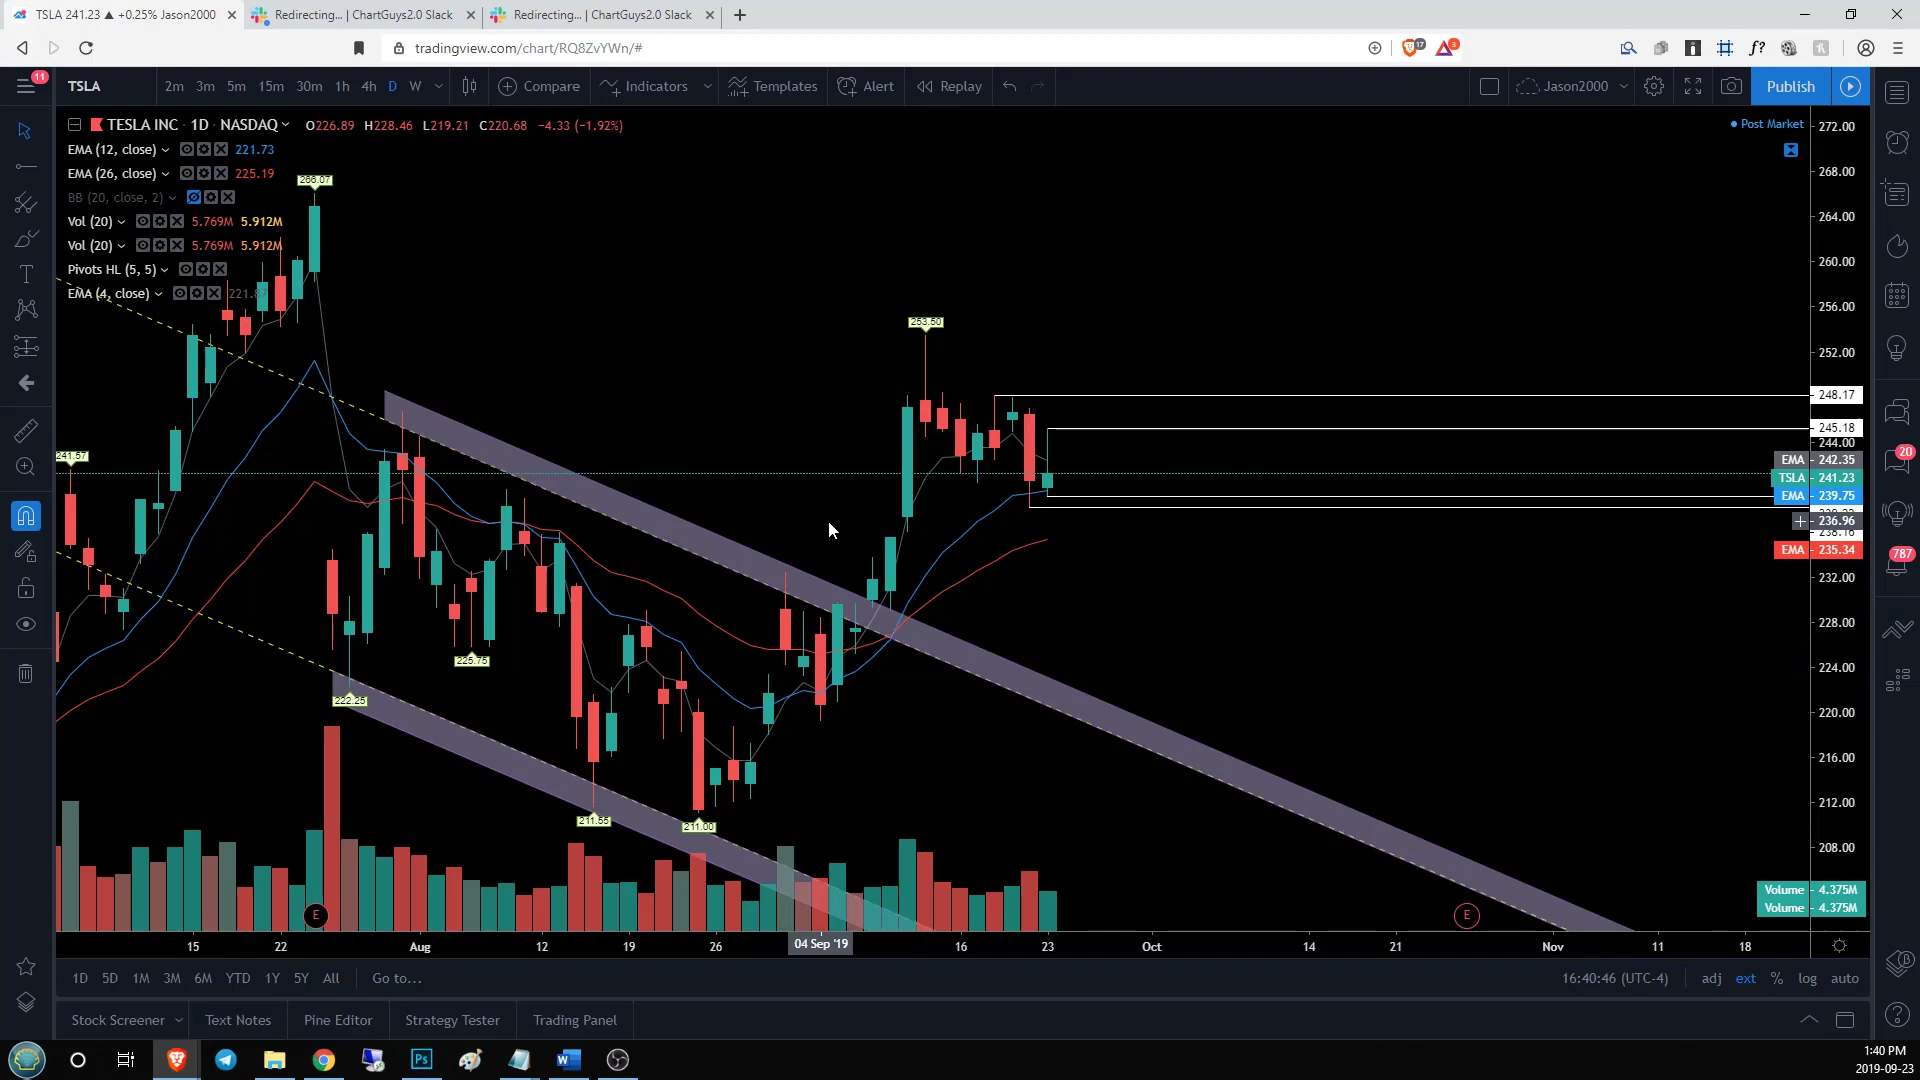 TSLA 241.23 ▲ +0.25% Jason2000
Redirecting... | ChartGuys2.0 Slack
Redirecting... | ChartGuys2.0 Slack
tradingview.com/chart/RQ8ZvYWn/#
17
3
f?
11
TSLA
2m 3m 5m 15m 30m 1h 4h D W
Compare
Indicators
Templates
Alert
Replay
Jason2000
Publish
TESLA INC · 1D · NASDAQ
O226.89 H228.46 L219.21 C220.68 −4.33 (−1.92%)
Post Market
EMA (12, close) 221.73
EMA (26, close) 225.19
BB (20, close, 2)
Vol (20) 5.769M 5.912M
Vol (20) 5.769M 5.912M
Pivots HL (5, 5)
EMA (4, close)
266.07
253.50
241.57
225.75
222.25
211.55
211.00
272.00
268.00
264.00
260.00
256.00
252.00
248.17
245.18
244.00
EMA 242.35
TSLA 241.23
EMA 239.75
236.96
238.16
EMA 235.34
232.00
228.00
224.00
220.00
216.00
212.00
208.00
Volume 4.375M
Volume 4.375M
20
787
E
E
15 22 Aug 12 19 26 04 Sep '19 16 23 Oct 14 21 Nov 11 18
1D 5D 1M 3M 6M YTD 1Y 5Y All Go to...
16:40:46 (UTC-4) adj ext % log auto
Stock Screener Text Notes Pine Editor Strategy Tester Trading Panel
Ps
1:40 PM
2019-09-23